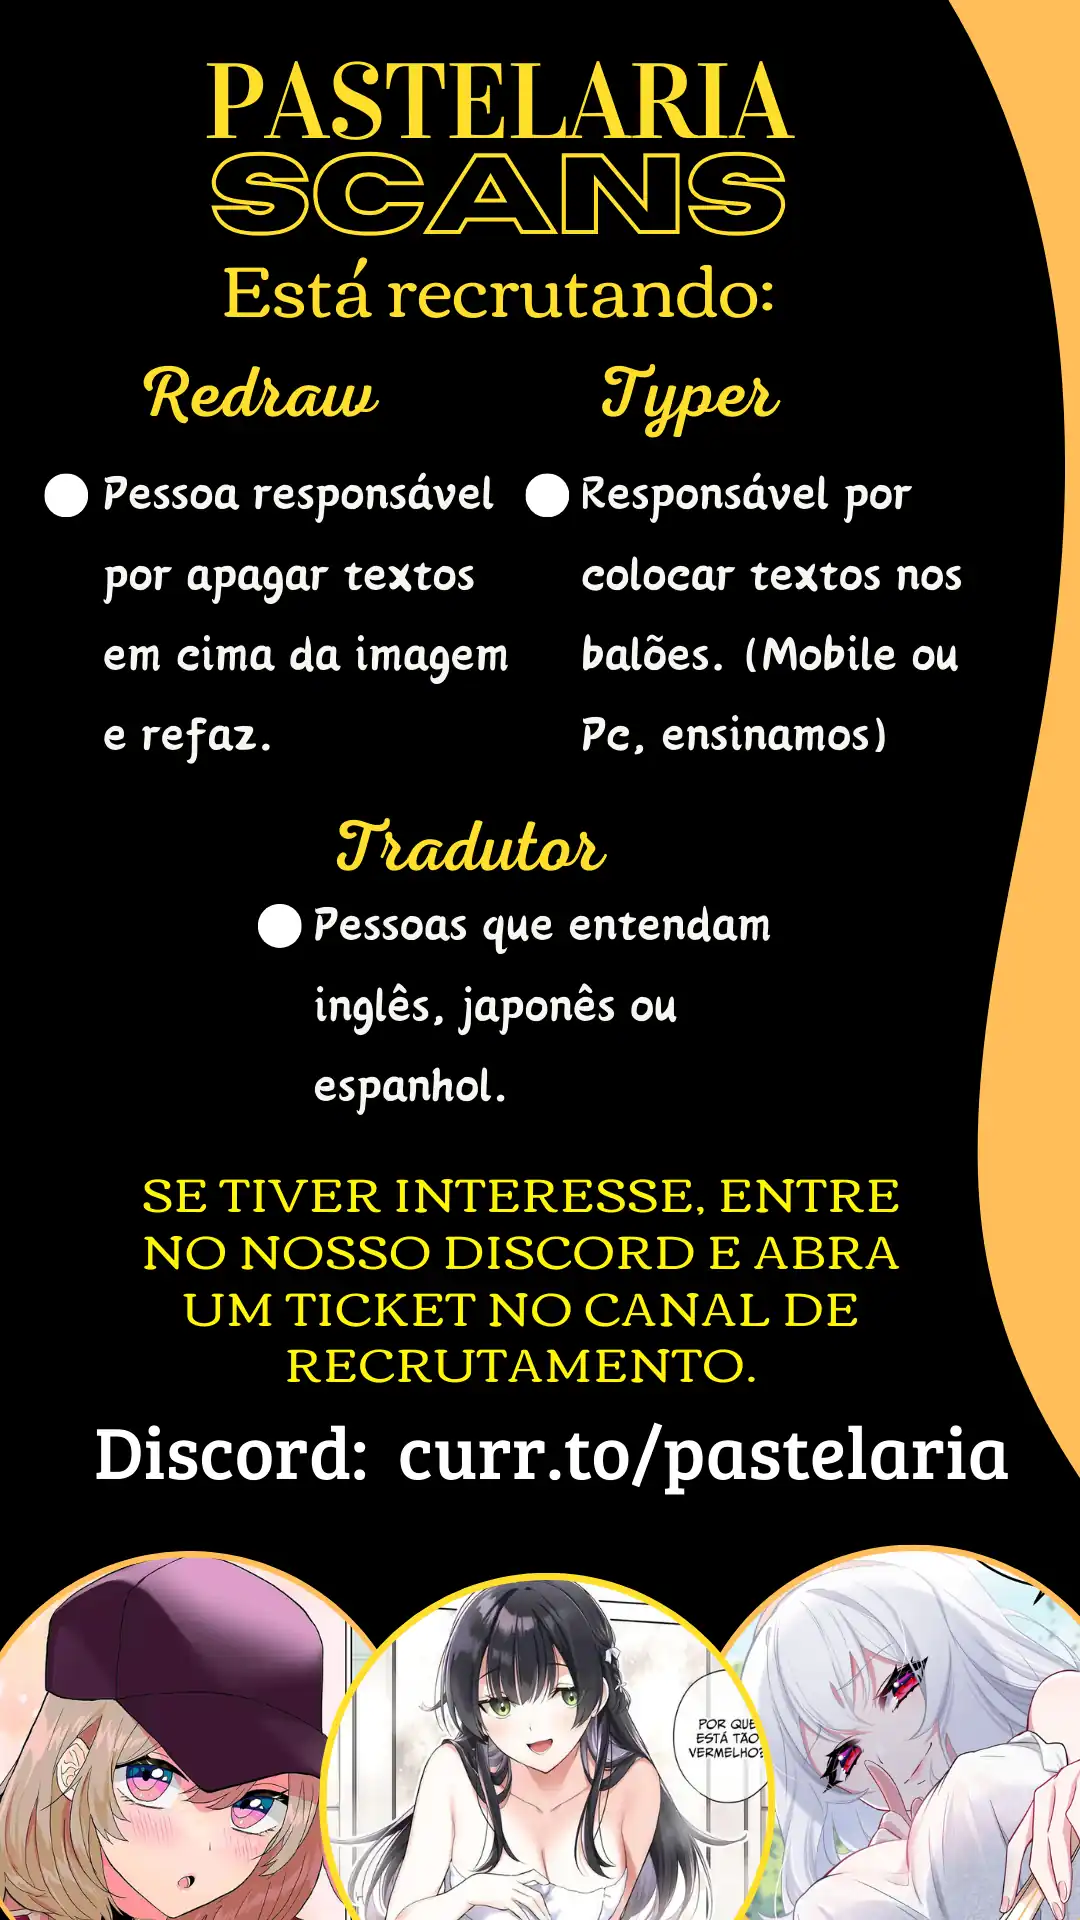 PASTELARIA
SCANS
Está recrutando:
Redraw
Pessoa responsável
por apagar textos
em cima da imagem
e refaz.
Typer
Responsável por
colocar textos nos
balões. (Mobile ou
Pc, ensinamos)
Tradutor
Pessoas que entendam
inglês, japonês ou
espanhol.
SE TIVER INTERESSE, ENTRE
NO NOSSO DISCORD E ABRA
UM TICKET NO CANAL DE
RECRUTAMENTO.
Discord: curr.to/pastelaria
POR QUE
ESTÁ TÃO
VERMELHO?